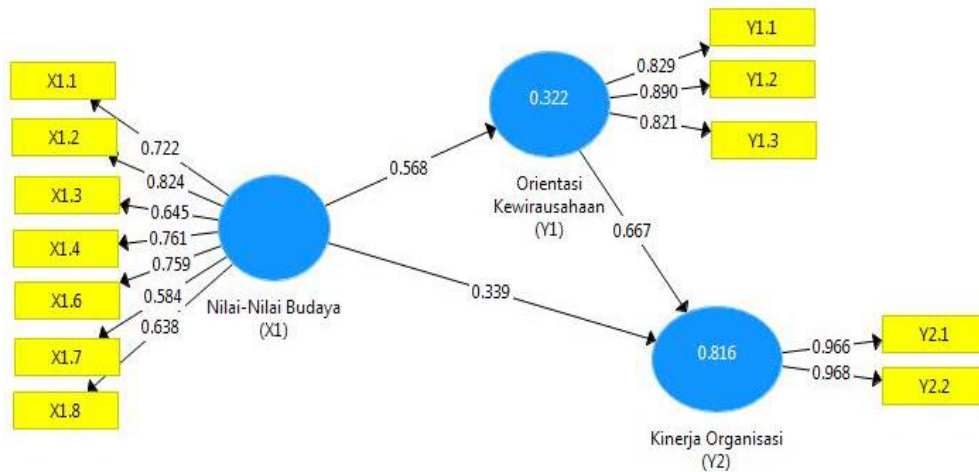 X1.1
X1.2
X1.3
X1.4
X1.6
X1.7
X1.8
0.722
0.824
0.645
0.761
0.759
0.584
0.638
Nilai-Nilai Budaya
(X1)
0.568
0.339
0.322
Orientasi
Kewirausahaan
(Y1)
0.829
0.890
0.821
Y1.1
Y1.2
Y1.3
0.667
0.816
Kinerja Organisasi
(Y2)
0.966
0.968
Y2.1
Y2.2